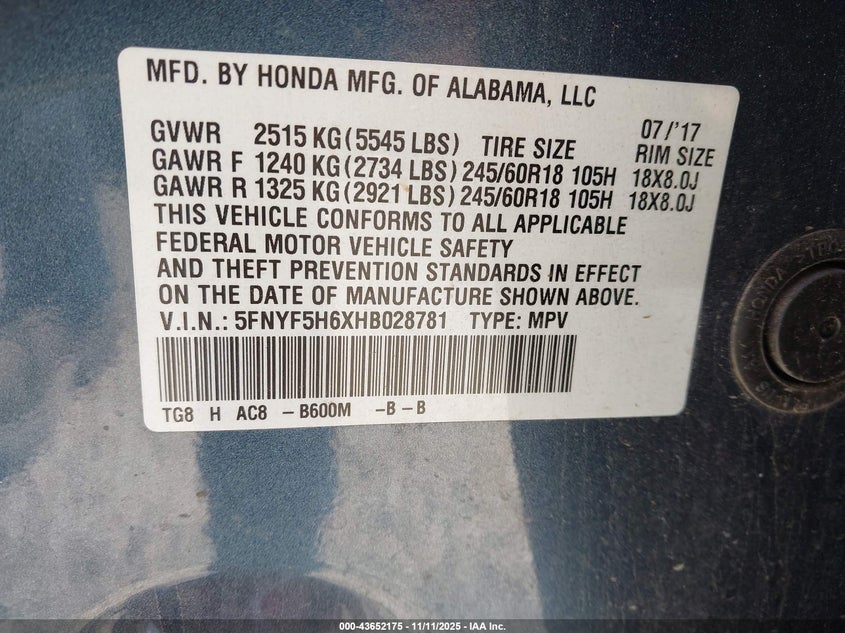 MFD. BY HONDA MFG. OF ALABAMA, LLC
07/'17
GVWR 2515 KG (5545 LBS) TIRE SIZE RIM SIZE
GAWR F 1240 KG (2734 LBS) 245/60R18 105H 18X8.0J
GAWR R 1325 KG (2921 LBS) 245/60R18 105H 18X8.0J
THIS VEHICLE CONFORMS TO ALL APPLICABLE
FEDERAL MOTOR VEHICLE SAFETY
AND THEFT PREVENTION STANDARDS IN EFFECT
ON THE DATE OF MANUFACTURE SHOWN ABOVE.
V.I.N.: 5FNYF5H6XHB028781 TYPE: MPV
TG8 H AC8 -B600M -B-B
HONDA
000-43652175 - 11/11/2025 - IAA Inc.